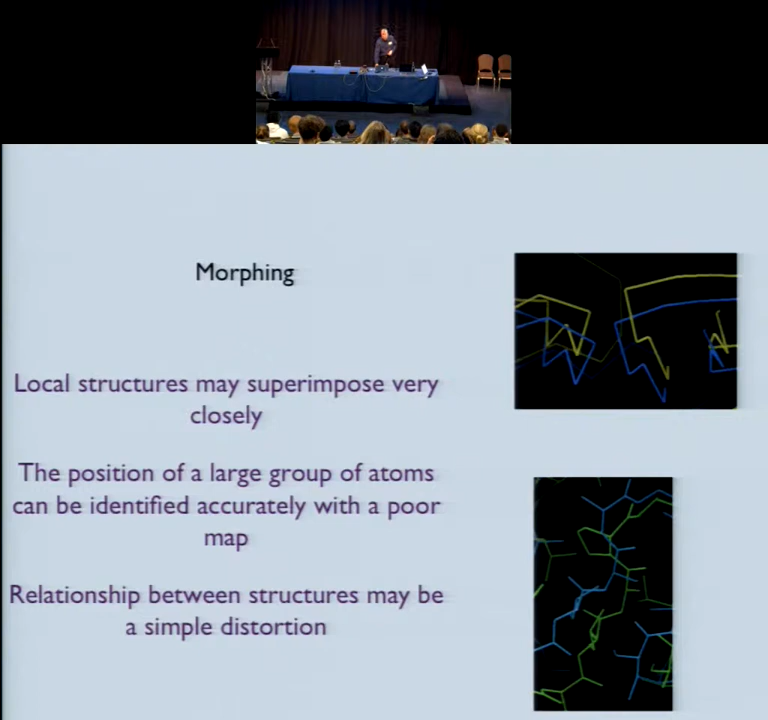 Morphing
Local structures may superimpose very
closely
The position of a large group of atoms
can be identified accurately with a poor
map
Relationship between structures may be
a simple distortion